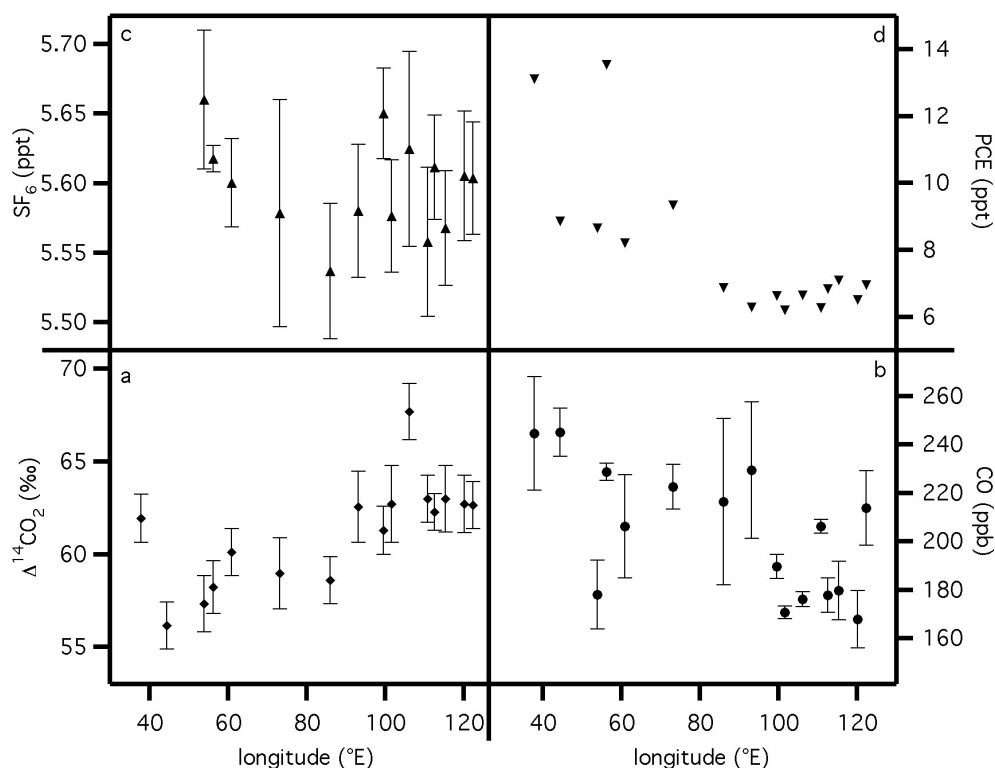 c
5.70
5.65
5.60
5.55
5.50
SF6 (ppt)
d
14
12
10
8
6
PCE (ppt)
a
70
65
60
55
Δ14CO2 (‰)
40 60 80 100 120
longitude (°E)
b
260
240
220
200
180
160
CO (ppb)
40 60 80 100 120
longitude (°E)